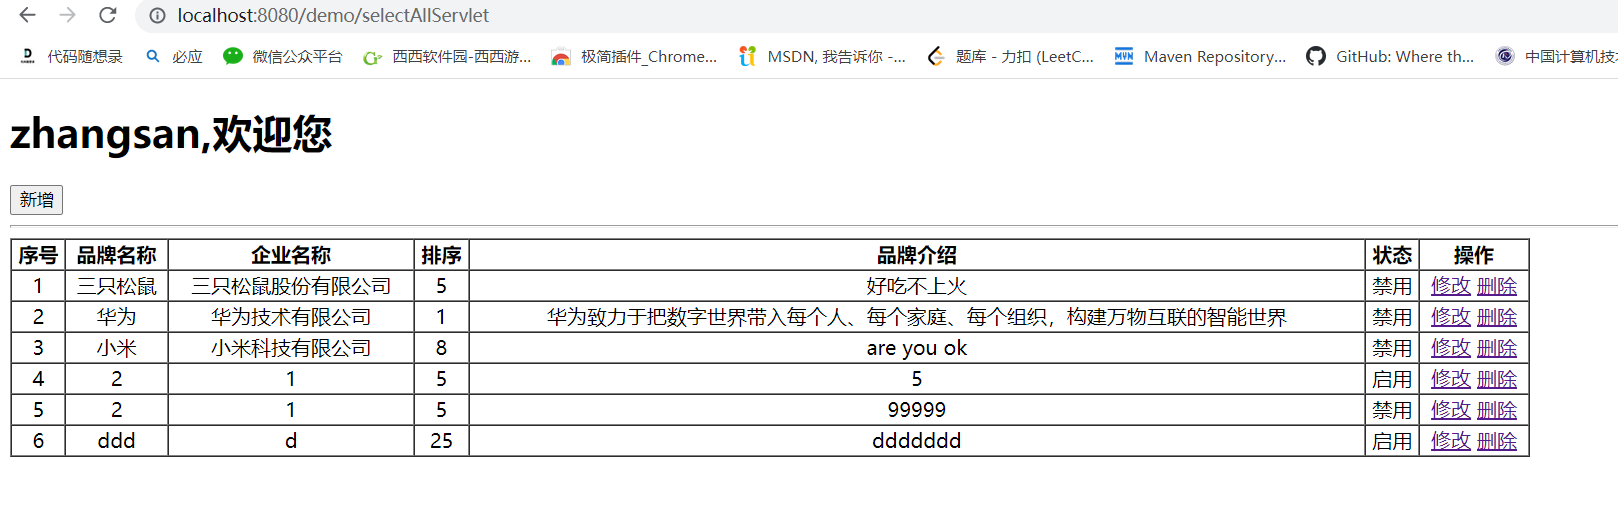 localhost:8080/demo/selectAllServlet
代码随想录 必应 微信公众平台 西西软件园-西西游... 极简插件_Chrome... MSDN, 我告诉你 -... 题库 - 力扣 (LeetC... Maven Repository... GitHub: Where th... 中国计算机技
zhangsan,欢迎您
新增
序号 品牌名称 企业名称 排序 品牌介绍 状态 操作
1 三只松鼠 三只松鼠股份有限公司 5 好吃不上火 禁用 修改 删除
2 华为 华为技术有限公司 1 华为致力于把数字世界带入每个人、每个家庭、每个组织，构建万物互联的智能世界 禁用 修改 删除
3 小米 小米科技有限公司 8 are you ok 禁用 修改 删除
4 2 1 5 5 启用 修改 删除
5 2 1 5 99999 禁用 修改 删除
6 ddd d 25 ddddddd 启用 修改 删除